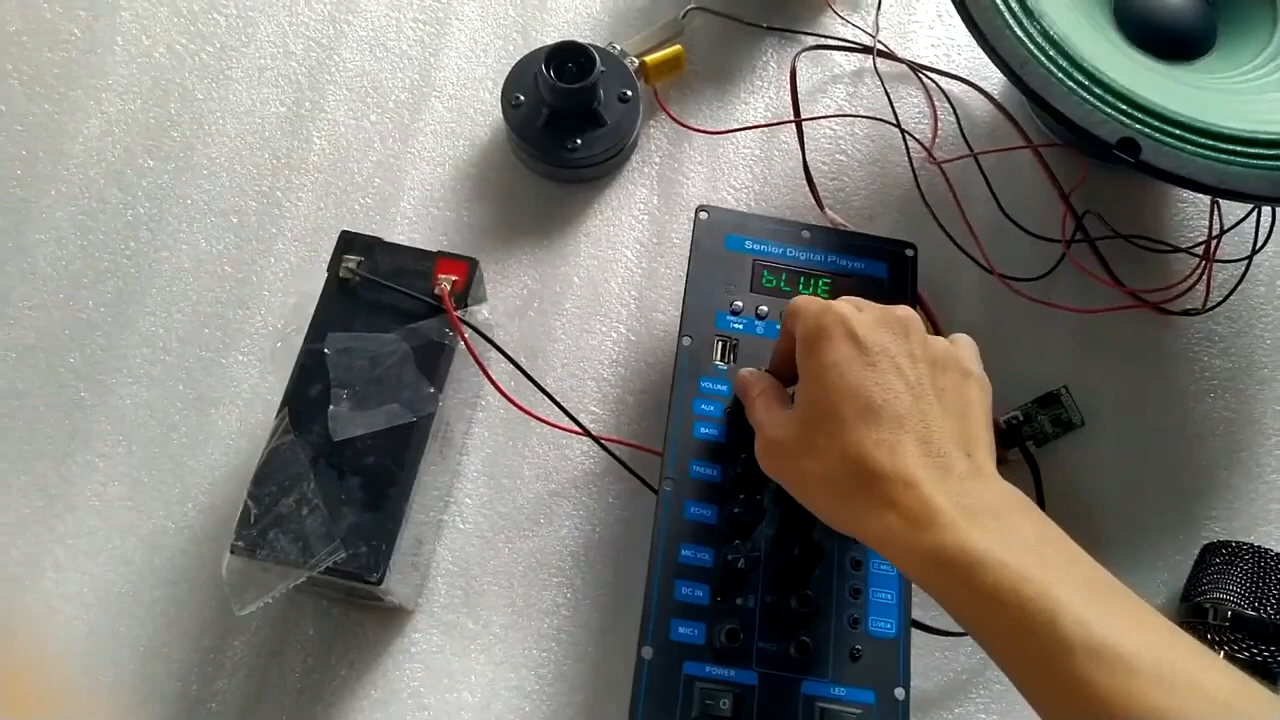 Senior Digital Player
bLUE
REC
VOLUME
AUX
BASS
TREBLE
ECHO
MIC VOL
DC IN
MIC1
C.MIC
LIVE/B
LIVE/A
POWER
LED